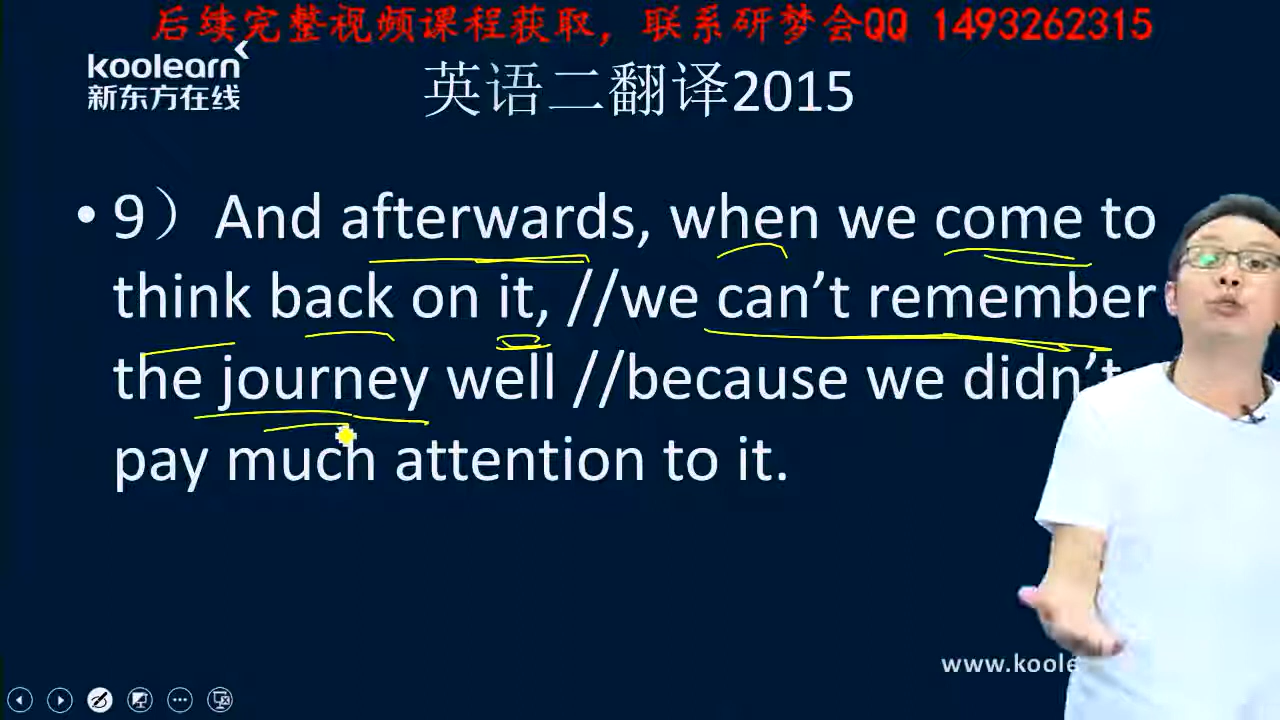 后续完整视频课程获取，联系研梦会QQ 1493262315
koolearn
新东方在线
英语二翻译2015
• 9）And afterwards, when we come to
think back on it, //we can't remember
the journey well //because we didn't
pay much attention to it.
www.koole